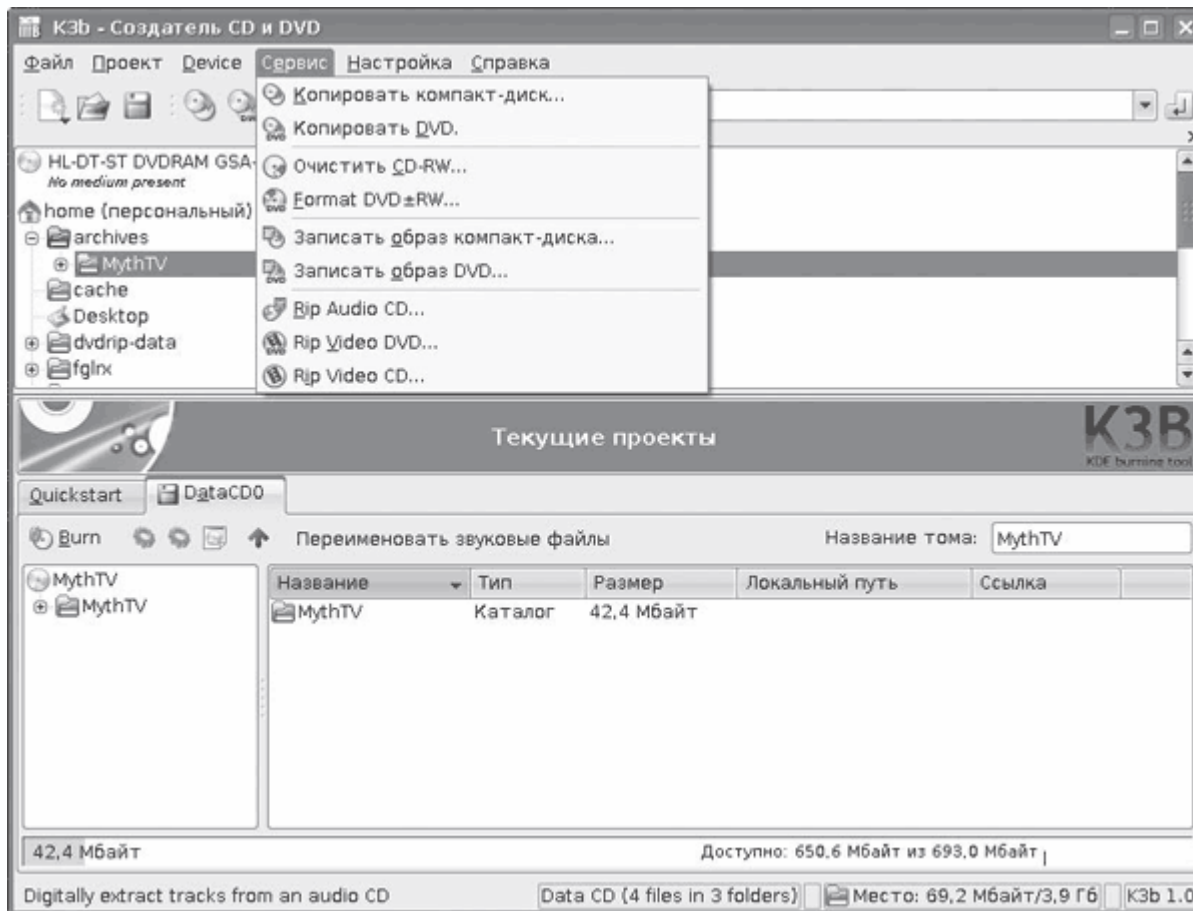 K3b - Создатель CD и DVD
Файл Проект Device Сервис Настройка Справка
Копировать компакт-диск...
Копировать DVD.
Очистить CD-RW...
Format DVD±RW...
Записать образ компакт-диска...
Записать образ DVD...
Rip Audio CD...
Rip Video DVD...
Rip Video CD...
HL-DT-ST DVDRAM GSA-
No medium present
home (персональный)
archives
MythTV
cache
Desktop
dvdrip-data
fglrx
Текущие проекты
K3B
KDE burning tool
Quickstart DataCD0
Burn Переименовать звуковые файлы Название тома: MythTV
MythTV
MythTV
Название Тип Размер Локальный путь Ссылка
MythTV Каталог 42,4 Мбайт
42,4 Мбайт Доступно: 650,6 Мбайт из 693,0 Мбайт
Digitally extract tracks from an audio CD Data CD (4 files in 3 folders) Место: 69,2 Мбайт/3,9 Гб K3b 1.0